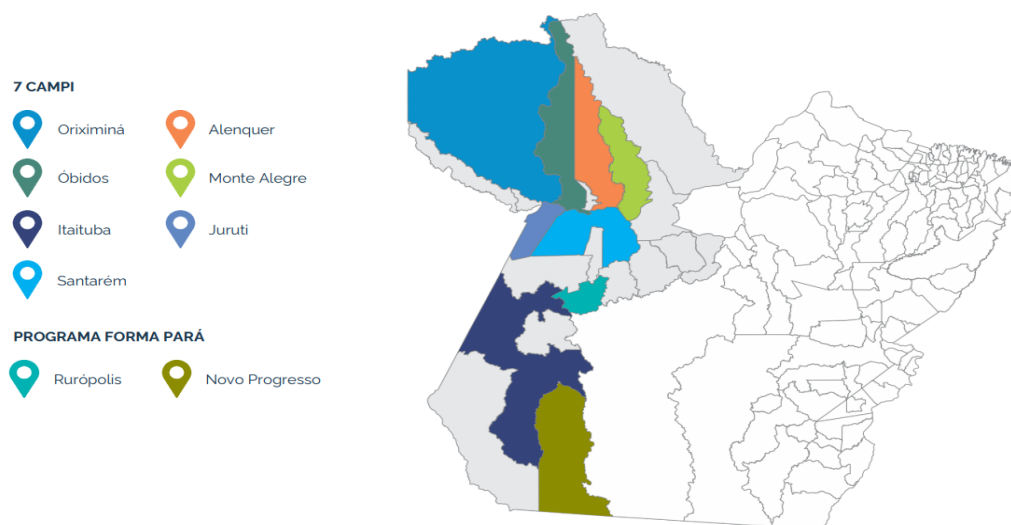 7 CAMPI
Oriximiná
Alenquer
Óbidos
Monte Alegre
Itaituba
Juruti
Santarém
PROGRAMA FORMA PARÁ
Rurópolis
Novo Progresso